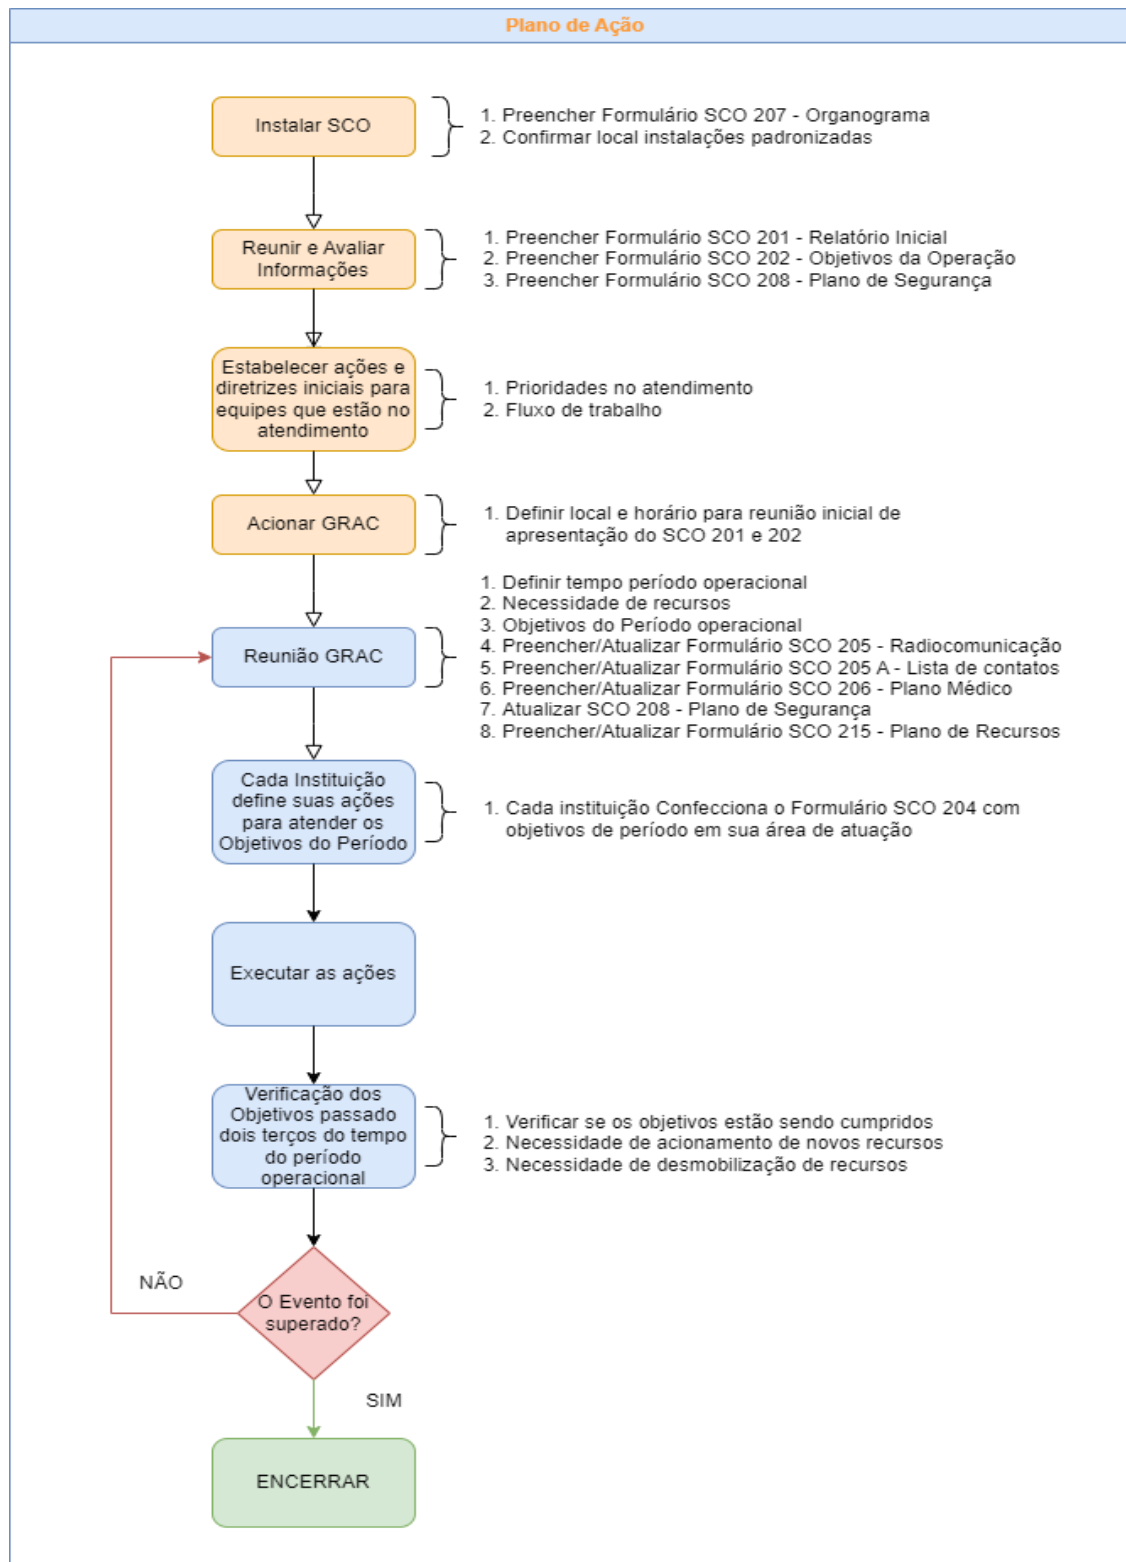 Plano de Ação
Instalar SCO
1. Preencher Formulário SCO 207 - Organograma
2. Confirmar local instalações padronizadas
Reunir e Avaliar
Informações
1. Preencher Formulário SCO 201 - Relatório Inicial
2. Preencher Formulário SCO 202 - Objetivos da Operação
3. Preencher Formulário SCO 208 - Plano de Segurança
Estabelecer ações e
diretrizes iniciais para
equipes que estão no
atendimento
1. Prioridades no atendimento
2. Fluxo de trabalho
Acionar GRAC
1. Definir local e horário para reunião inicial de
apresentação do SCO 201 e 202
Reunião GRAC
1. Definir tempo período operacional
2. Necessidade de recursos
3. Objetivos do Período operacional
4. Preencher/Atualizar Formulário SCO 205 - Radiocomunicação
5. Preencher/Atualizar Formulário SCO 205 A - Lista de contatos
6. Preencher/Atualizar Formulário SCO 206 - Plano Médico
7. Atualizar SCO 208 - Plano de Segurança
8. Preencher/Atualizar Formulário SCO 215 - Plano de Recursos
Cada Instituição
define suas ações
para atender os
Objetivos do Período
1. Cada instituição Confecciona o Formulário SCO 204 com
objetivos de período em sua área de atuação
Executar as ações
Verificação dos
Objetivos passado
dois terços do tempo
do período
operacional
1. Verificar se os objetivos estão sendo cumpridos
2. Necessidade de acionamento de novos recursos
3. Necessidade de desmobilização de recursos
NÃO
O Evento foi
superado?
SIM
ENCERRAR